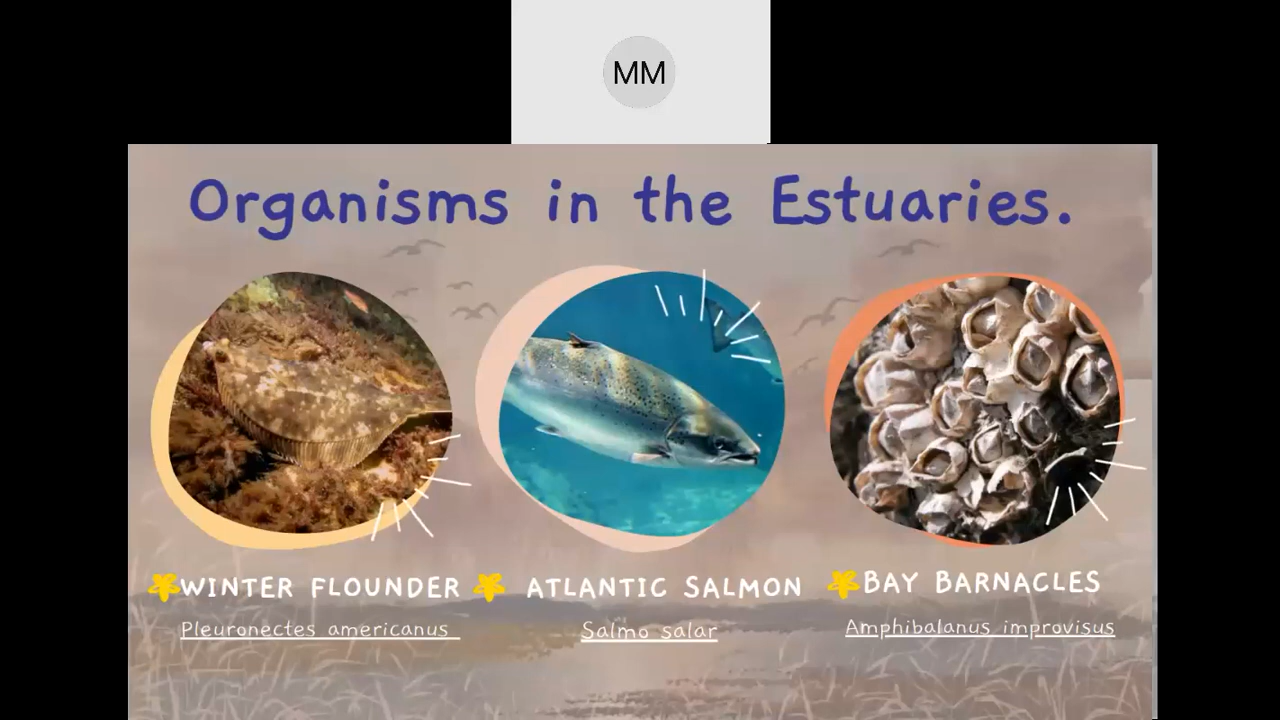 MM
Organisms in the Estuaries.
WINTER FLOUNDER ATLANTIC SALMON BAY BARNACLES
Pleuronectes americanus Salmo salar Amphibalanus improvisus